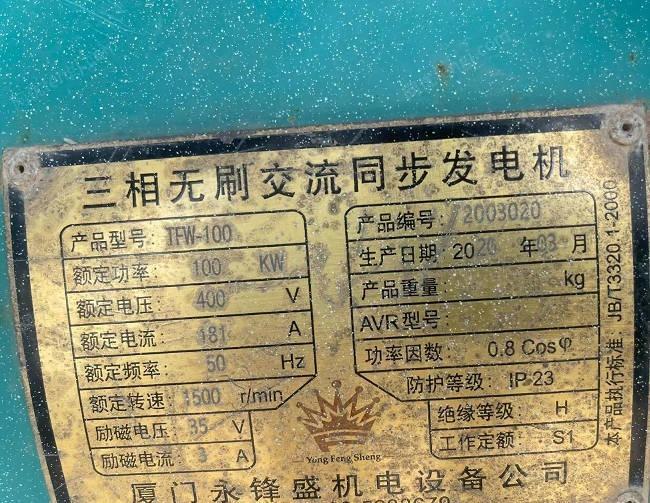 三相无刷交流同步发电机
产品型号: TFW-100
额定功率: 100 KW
额定电压: 400 V
额定电流: 181 A
额定频率: 50 Hz
额定转速: 1500 r/min
励磁电压: 35 V
励磁电流: 3 A
产品编号: 2003020
生产日期 2020 年 03 月
产品重量 kg
AVR型号
功率因数: 0.8 Cosφ
防护等级: IP 23
绝缘等级: H
工作定额: S1
本产品执行标准: JB/T3320.1-2000
Yong Feng Sheng
厦门永锋盛机电设备公司